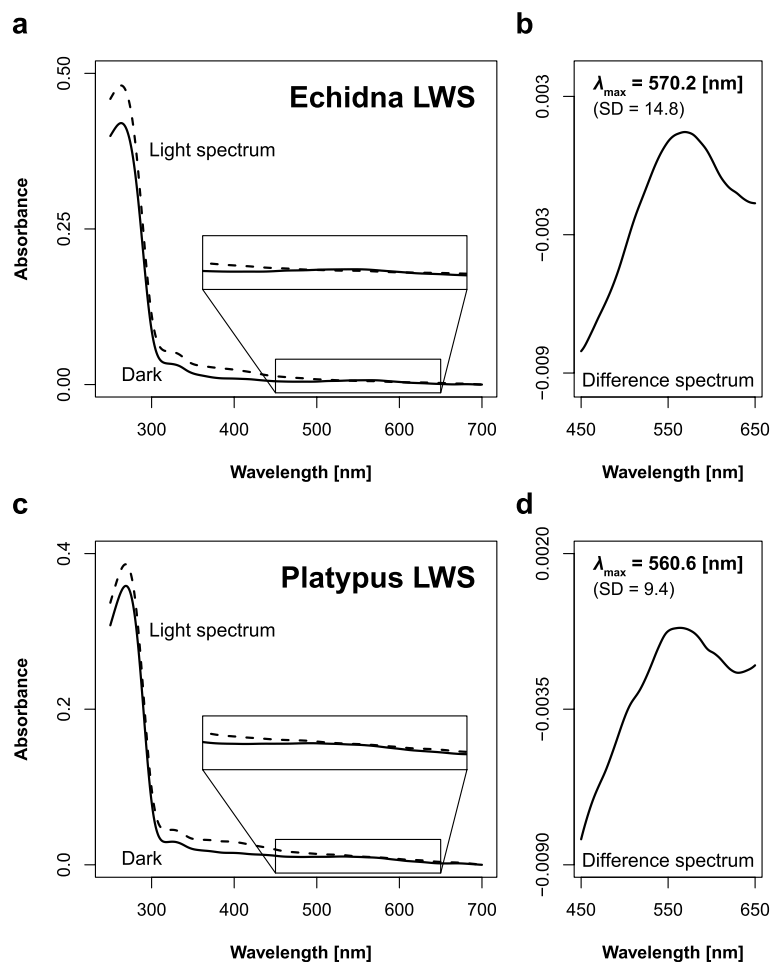 a
Echidna LWS
Light spectrum
Dark
0.50
0.25
0.00
Absorbance
300 400 500 600 700
Wavelength [nm]
b
λmax = 570.2 [nm]
(SD = 14.8)
0.003
−0.003
−0.009
Difference spectrum
450 550 650
Wavelength [nm]
c
Platypus LWS
Light spectrum
Dark
0.4
0.2
0.0
Absorbance
300 400 500 600 700
Wavelength [nm]
d
λmax = 560.6 [nm]
(SD = 9.4)
0.0020
−0.0035
−0.0090
Difference spectrum
450 550 650
Wavelength [nm]